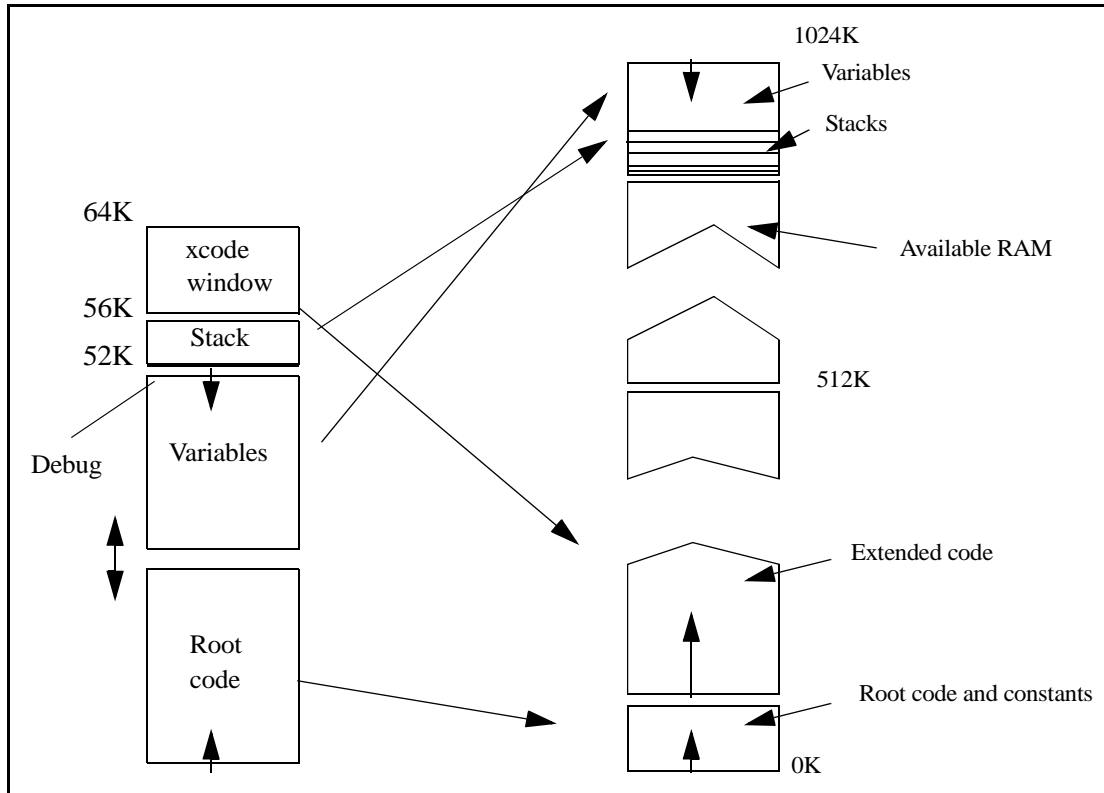 1024K
Variables
Stacks
64K
xcode
window
Available RAM
56K
Stack
52K
512K
Variables
Debug
Extended code
Root
code
Root code and constants
0K